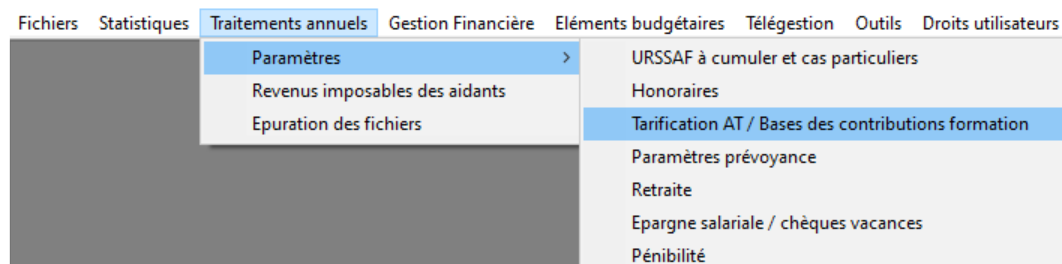 Fichiers Statistiques Traitements annuels Gestion Financière Eléments budgétaires Télégestion Outils Droits utilisateurs
Paramètres >
Revenus imposables des aidants
Epuration des fichiers
URSSAF à cumuler et cas particuliers
Honoraires
Tarification AT / Bases des contributions formation
Paramètres prévoyance
Retraite
Epargne salariale / chèques vacances
Pénibilité